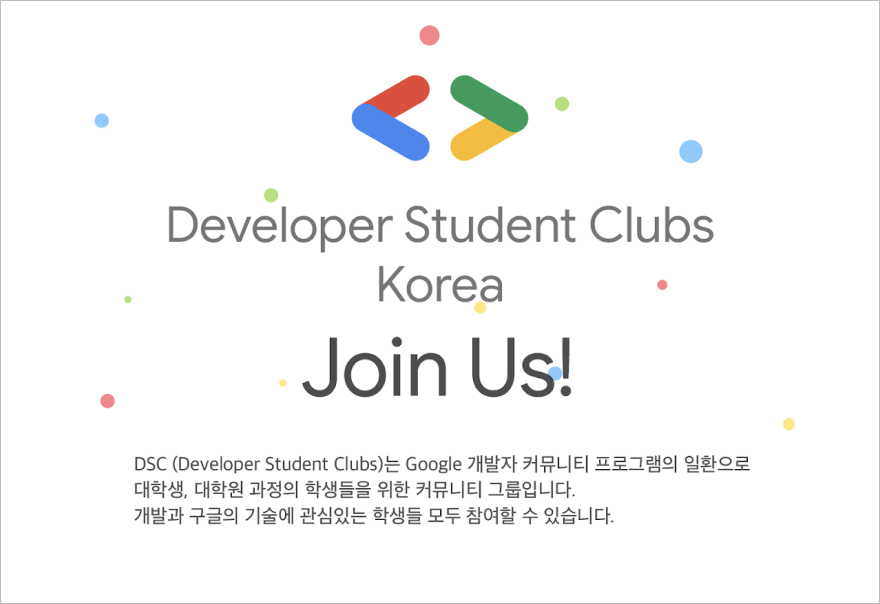 Developer Student Clubs
Korea
Join Us!
DSC (Developer Student Clubs)는 Google 개발자 커뮤니티 프로그램의 일환으로
대학생, 대학원 과정의 학생들을 위한 커뮤니티 그룹입니다.
개발과 구글의 기술에 관심있는 학생들 모두 참여할 수 있습니다.